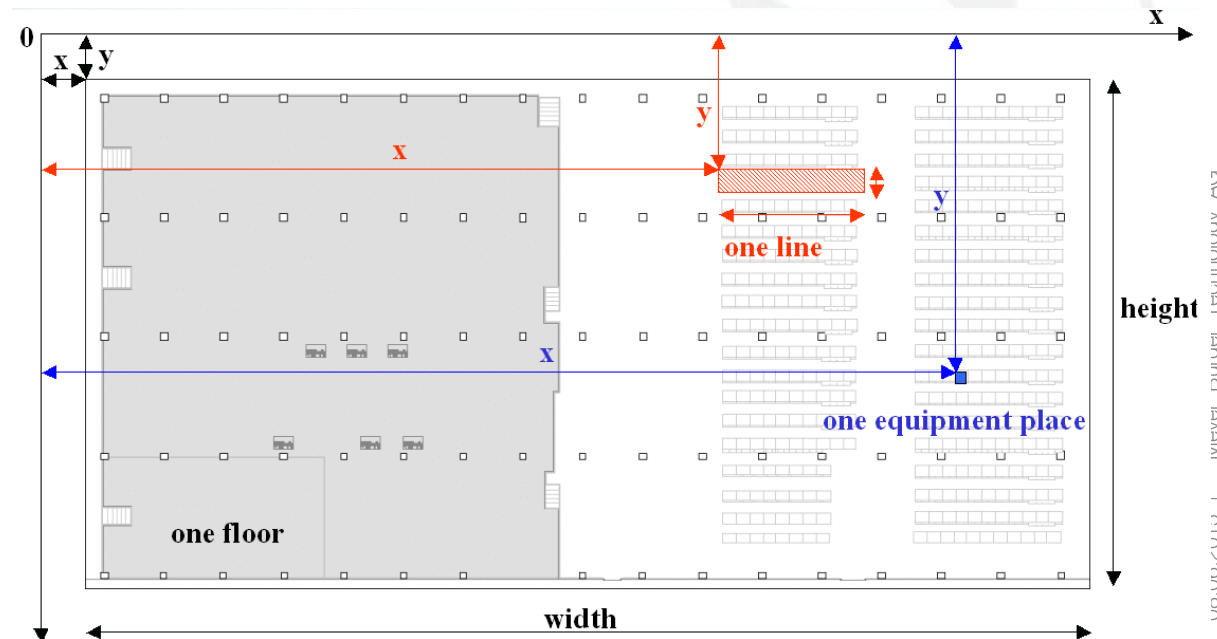 0
x
x
y
y
x
y
one line
height
x
one equipment place
one floor
width